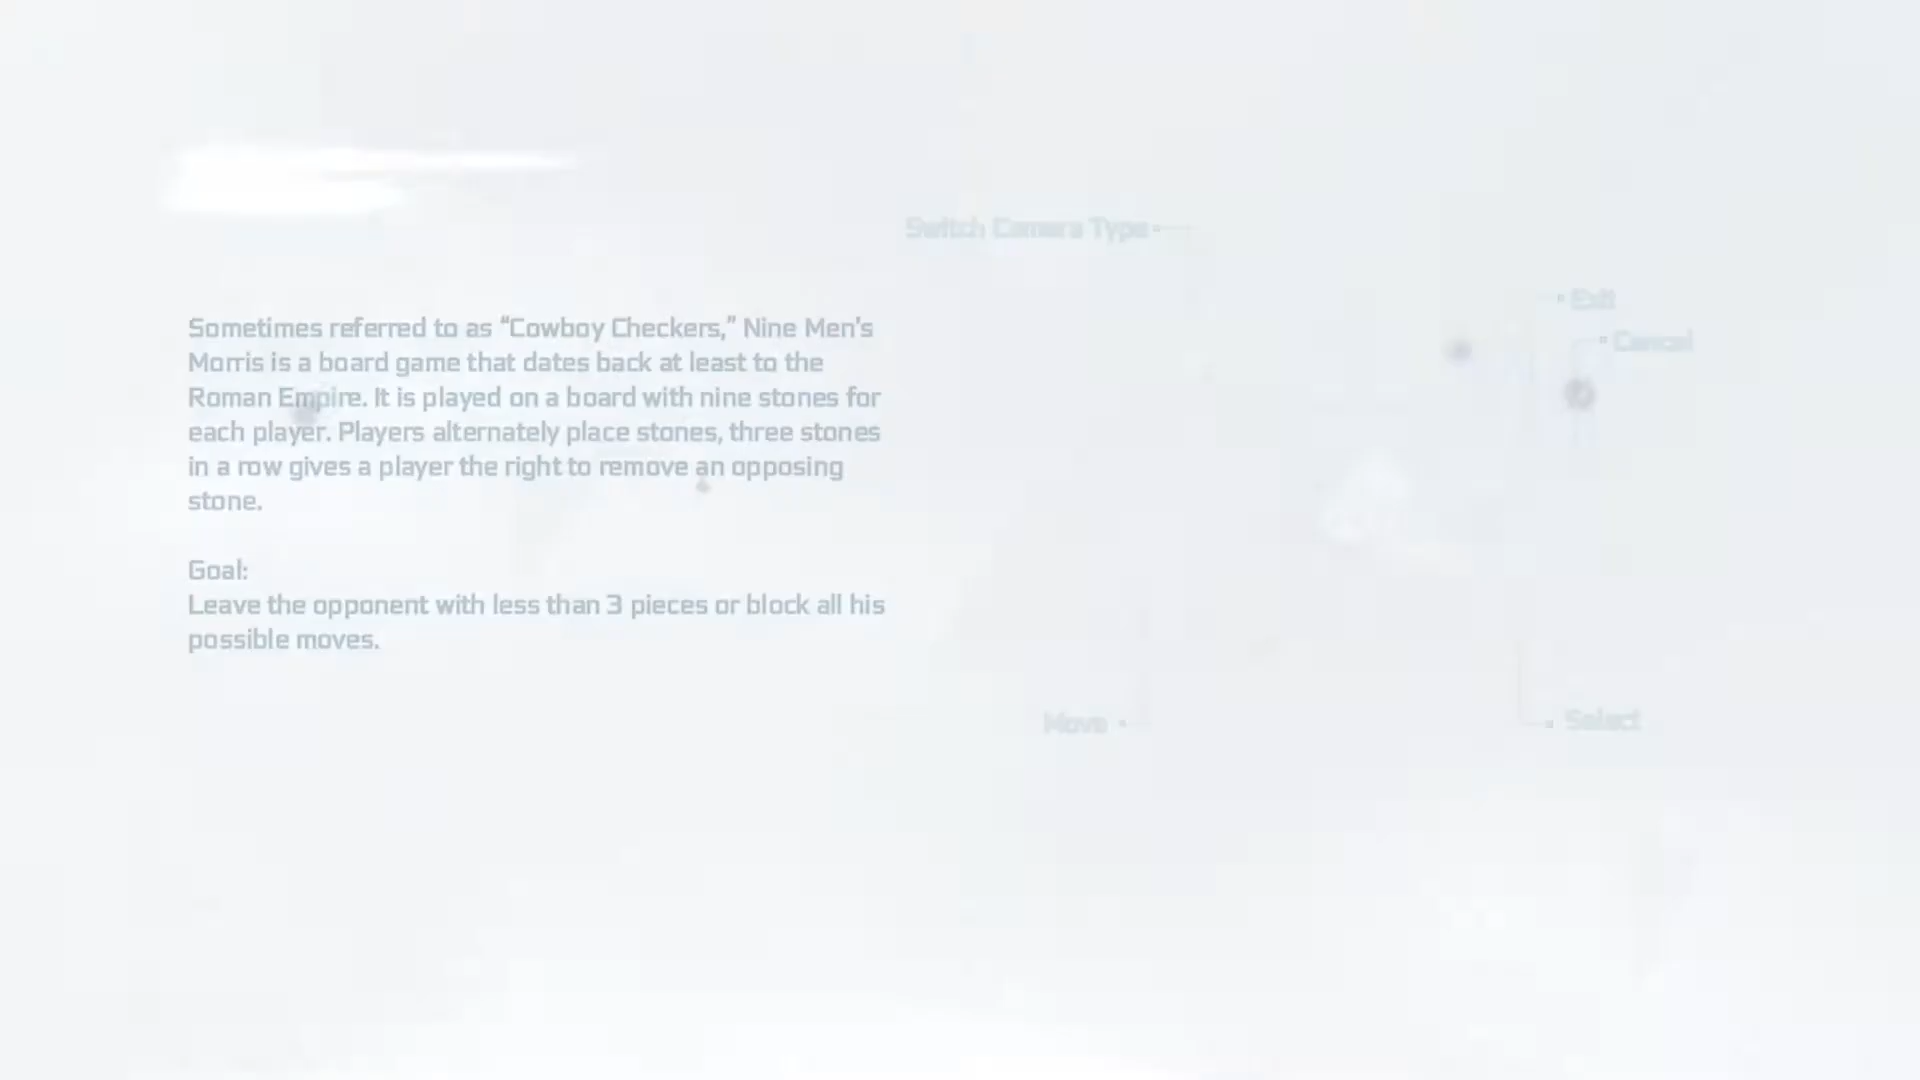 Switch Camera Type
Exit
Cancel
Sometimes referred to as “Cowboy Checkers,” Nine Men's
Morris is a board game that dates back at least to the
Roman Empire. It is played on a board with nine stones for
each player. Players alternately place stones, three stones
in a row gives a player the right to remove an opposing
stone.
Goal:
Leave the opponent with less than 3 pieces or block all his
possible moves.
Move
Select